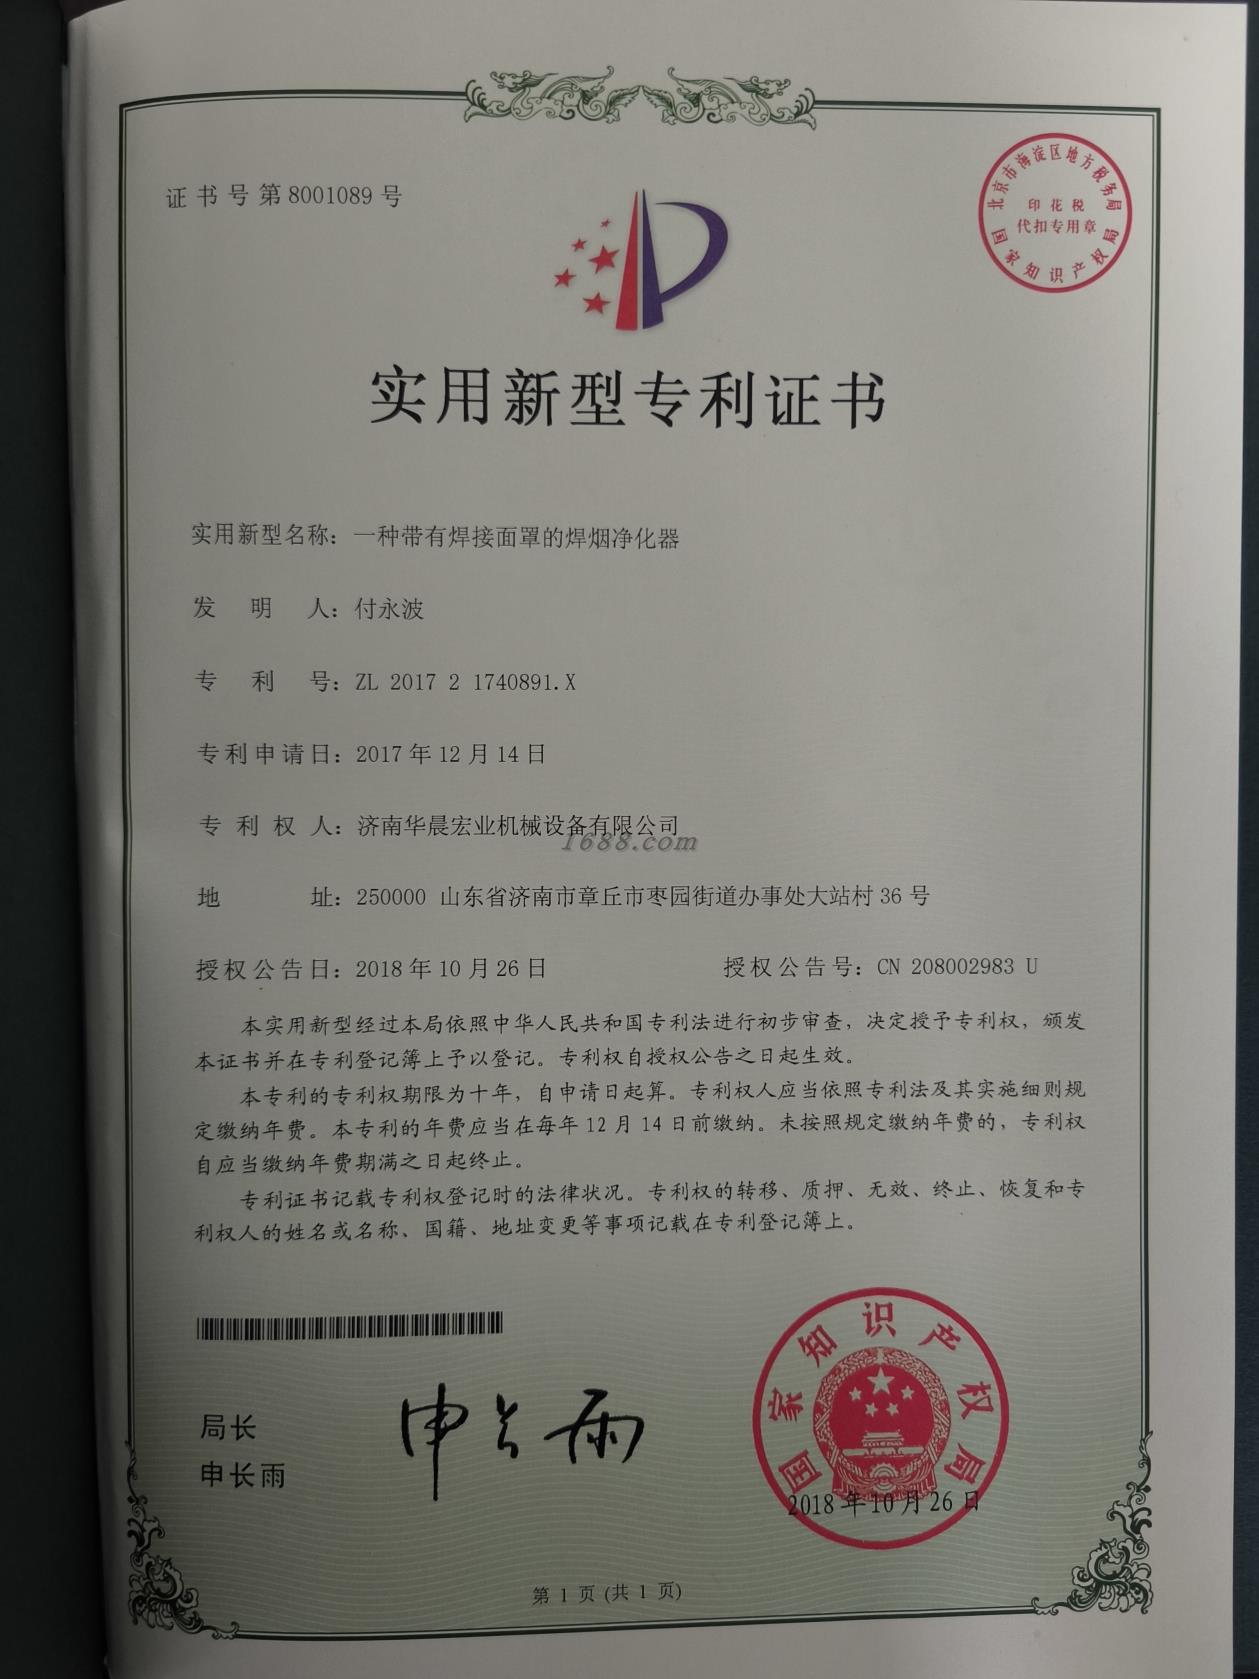 证书号第8001089号
北京市海淀区地方税务局
印花税
代扣专用章
国家知识产权局
实用新型专利证书
实用新型名称：一种带有焊接面罩的焊烟净化器
发明人：付永波
专利号：ZL 2017 2 1740891.X
专利申请日：2017年12月14日
专利权人：济南华晨宏业机械设备有限公司
1688.com
地址：250000 山东省济南市章丘市枣园街道办事处大站村36号
授权公告日：2018年10月26日 授权公告号：CN 208002983 U
本实用新型经过本局依照中华人民共和国专利法进行初步审查，决定授予专利权，颁发
本证书并在专利登记簿上予以登记。专利权自授权公告之日起生效。
本专利的专利权期限为十年，自申请日起算。专利权人应当依照专利法及其实施细则规
定缴纳年费。本专利的年费应当在每年12月14日前缴纳。未按照规定缴纳年费的，专利权
自应当缴纳年费期满之日起终止。
专利证书记载专利权登记时的法律状况。专利权的转移、质押、无效、终止、恢复和专
利权人的姓名或名称、国籍、地址变更等事项记载在专利登记簿上。
局长
申长雨
申长雨
国家知识产权局
2018年10月26日
第1页(共1页)